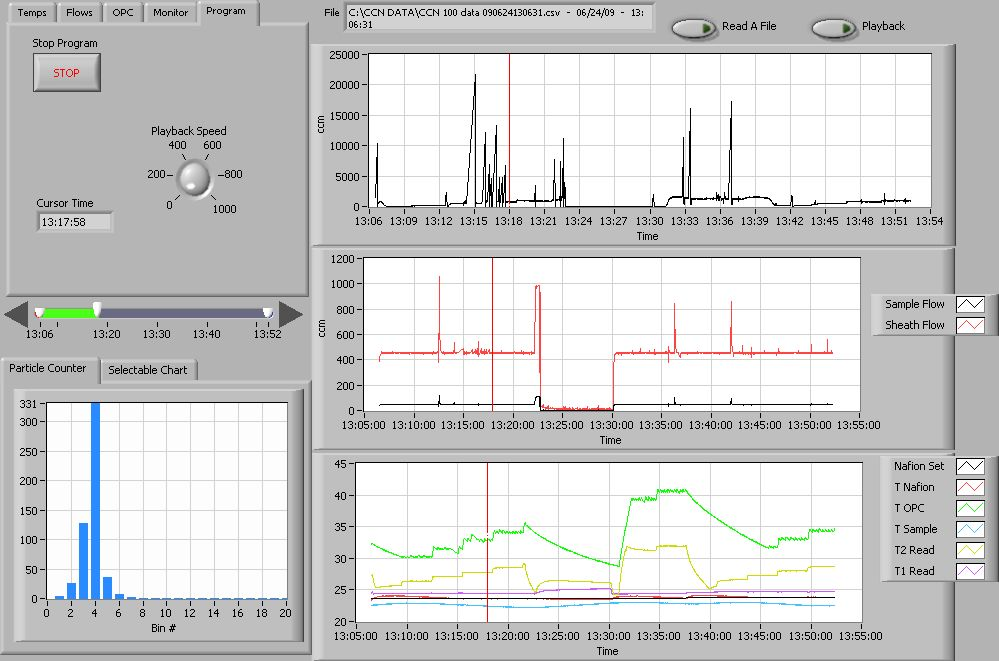 Temps Flows OPC Monitor Program
File C:\CCN DATA\CCN 100 data 090624130631.csv - 06/24/09 - 13:
06:31
Read A File Playback
Stop Program
STOP
Playback Speed
400 600
200 800
0 1000
Cursor Time
13:17:58
13:06 13:20 13:30 13:40 13:52
Particle Counter Selectable Chart
331
300
250
200
150
100
50
0
0 2 4 6 8 10 12 14 16 18 20
Bin #
25000
20000
15000
10000
5000
0
ccm
13:06 13:09 13:12 13:15 13:18 13:21 13:24 13:27 13:30 13:33 13:36 13:39 13:42 13:45 13:48 13:51 13:54
Time
1200
1000
800
600
400
200
0
ccm
13:05:00 13:10:00 13:15:00 13:20:00 13:25:00 13:30:00 13:35:00 13:40:00 13:45:00 13:50:00 13:55:00
Time
Sample Flow
Sheath Flow
45
40
35
30
25
20
13:05:00 13:10:00 13:15:00 13:20:00 13:25:00 13:30:00 13:35:00 13:40:00 13:45:00 13:50:00 13:55:00
Time
Nafion Set
T Nafion
T OPC
T Sample
T2 Read
T1 Read